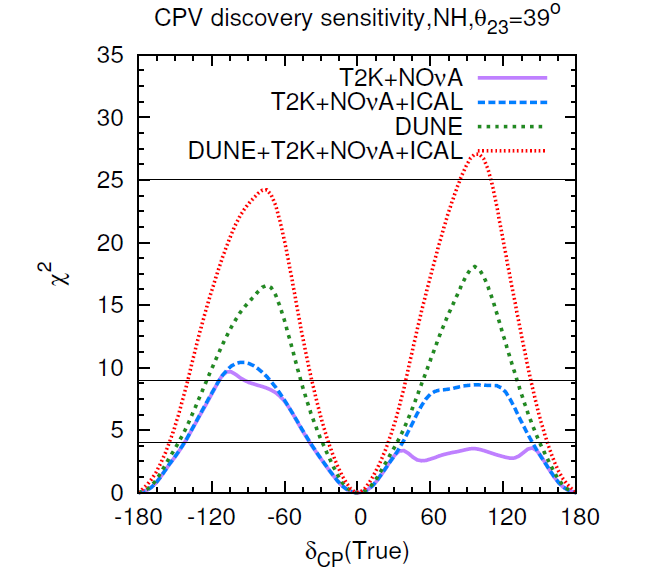 CPV discovery sensitivity,NH,θ23=39°
35
30
25
20
15
10
5
0
χ2
T2K+NOνA
T2K+NOνA+ICAL
DUNE
DUNE+T2K+NOνA+ICAL
-180 -120 -60 0 60 120 180
δCP(True)